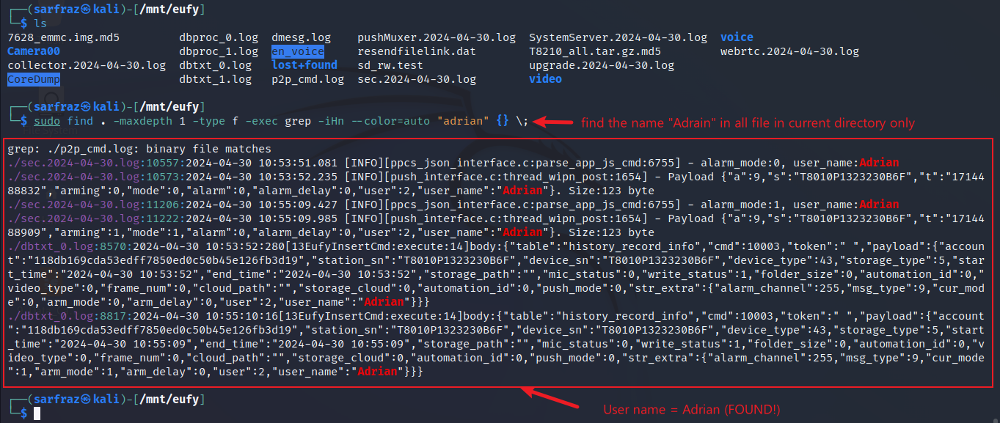 ┌──(sarfraz㉿kali)-[/mnt/eufy]
└─$ ls
7628_emmc.img.md5 dbproc_0.log dmesg.log pushMuxer.2024-04-30.log SystemServer.2024-04-30.log voice
Camera00 dbproc_1.log en_voice resendfilelink.dat T8210_all.tar.gz.md5 webrtc.2024-04-30.log
collector.2024-04-30.log dbtxt_0.log lost+found sd_rw.test upgrade.2024-04-30.log
CoreDump dbtxt_1.log p2p_cmd.log sec.2024-04-30.log video
┌──(sarfraz㉿kali)-[/mnt/eufy]
└─$ sudo find . -maxdepth 1 -type f -exec grep -iHn --color=auto "adrian" {} \;
find the name "Adrain" in all file in current directory only
grep: ./p2p_cmd.log: binary file matches
./sec.2024-04-30.log:10557:2024-04-30 10:53:51.081 [INFO][ppcs_json_interface.c:parse_app_js_cmd:6755] - alarm_mode:0, user_name:Adrian
./sec.2024-04-30.log:10573:2024-04-30 10:53:52.235 [INFO][push_interface.c:thread_wipn_post:1654] - Payload {"a":9,"s":"T8010P1323230B6F","t":"17144
88832","arming":0,"mode":0,"alarm":0,"alarm_delay":0,"user":2,"user_name":"Adrian"}. Size:123 byte
./sec.2024-04-30.log:11206:2024-04-30 10:55:09.427 [INFO][ppcs_json_interface.c:parse_app_js_cmd:6755] - alarm_mode:1, user_name:Adrian
./sec.2024-04-30.log:11222:2024-04-30 10:55:09.985 [INFO][push_interface.c:thread_wipn_post:1654] - Payload {"a":9,"s":"T8010P1323230B6F","t":"17144
88909","arming":1,"mode":1,"alarm":0,"alarm_delay":0,"user":2,"user_name":"Adrian"}. Size:123 byte
./dbtxt_0.log:8570:2024-04-30 10:53:52:280[13EufyInsertCmd:execute:14]body:{"table":"history_record_info","cmd":10003,"token":" ","payload":{"accoun
t":"118db169cda53edff7850ed0c50b45e126fb3d19","station_sn":"T8010P1323230B6F","device_sn":"T8010P1323230B6F","device_type":43,"storage_type":5,"star
t_time":"2024-04-30 10:53:52","end_time":"2024-04-30 10:53:52","storage_path":"","mic_status":0,"write_status":1,"folder_size":0,"automation_id":0,"
video_type":0,"frame_num":0,"cloud_path":"","storage_cloud":0,"automation_id":0,"push_mode":0,"str_extra":{"alarm_channel":255,"msg_type":9,"cur_mod
e":0,"arm_mode":0,"arm_delay":0,"user":2,"user_name":"Adrian"}}}
./dbtxt_0.log:8817:2024-04-30 10:55:10:16[13EufyInsertCmd:execute:14]body:{"table":"history_record_info","cmd":10003,"token":" ","payload":{"account
":"118db169cda53edff7850ed0c50b45e126fb3d19","station_sn":"T8010P1323230B6F","device_sn":"T8010P1323230B6F","device_type":43,"storage_type":5,"start
_time":"2024-04-30 10:55:09","end_time":"2024-04-30 10:55:09","storage_path":"","mic_status":0,"write_status":1,"folder_size":0,"automation_id":0,"v
ideo_type":0,"frame_num":0,"cloud_path":"","storage_cloud":0,"automation_id":0,"push_mode":0,"str_extra":{"alarm_channel":255,"msg_type":9,"cur_mode
":1,"arm_mode":1,"arm_delay":0,"user":2,"user_name":"Adrian"}}}
┌──(sarfraz㉿kali)-[/mnt/eufy]
└─$
User name = Adrian (FOUND!)